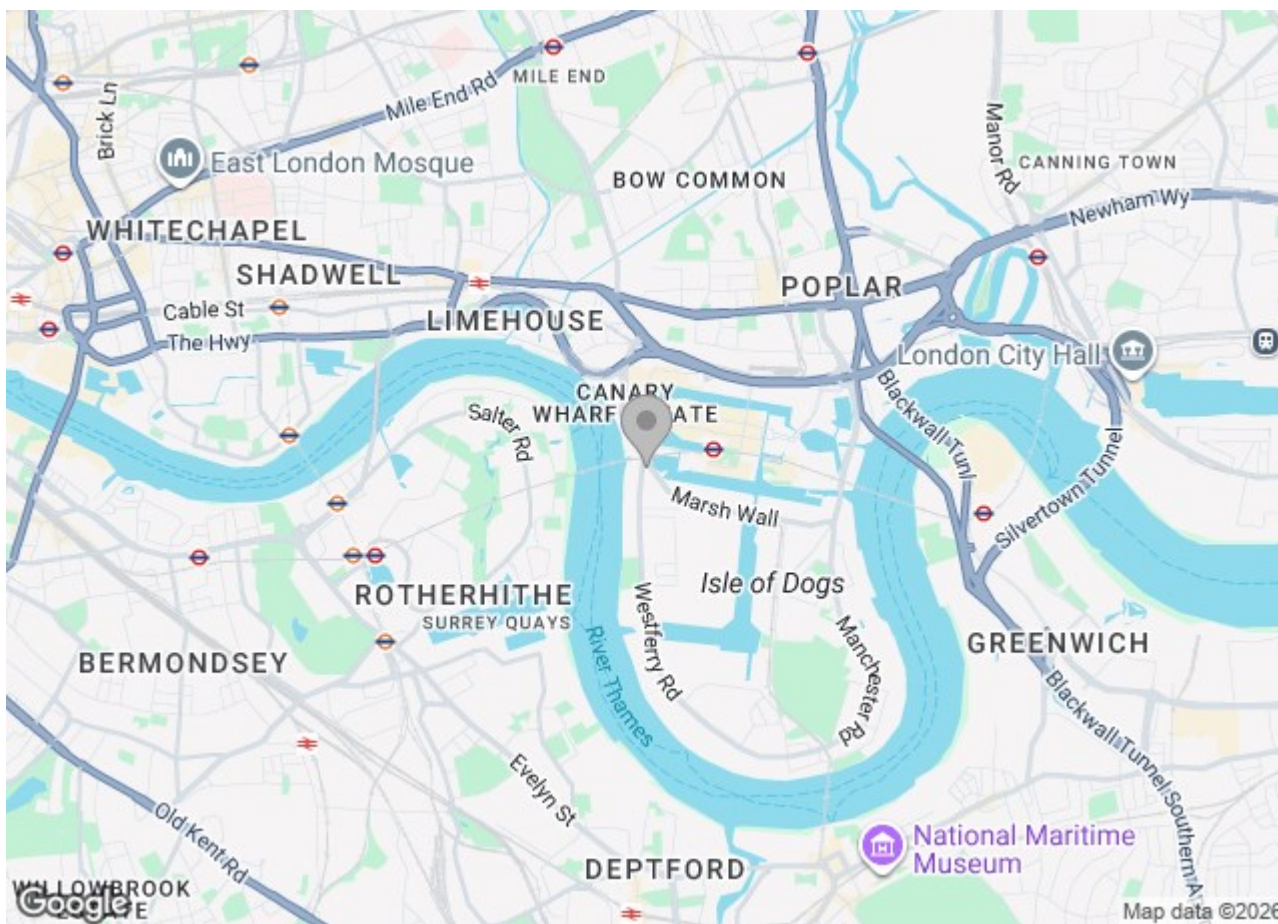 MILE END
Mile End Rd
Brick Ln
Manor Rd
East London Mosque
CANNING TOWN
BOW COMMON
Newham Wy
WHITECHAPEL
SHADWELL
POPLAR
Cable St
LIMEHOUSE
The Hwy
London City Hall
CANARY
WHARF
Blackwall Tunl
Salter Rd
Silvertown Tunnel
Marsh Wall
Isle of Dogs
ROTHERHITHE
SURREY QUAYS
Westferry Rd
Manchester Rd
GREENWICH
BERMONDSEY
River Thames
Blackwall Tunnel Southern A
Evelyn St
Old Kent Rd
National Maritime
Museum
DEPTFORD
WILLOWBROOK
Google
Map data ©2026